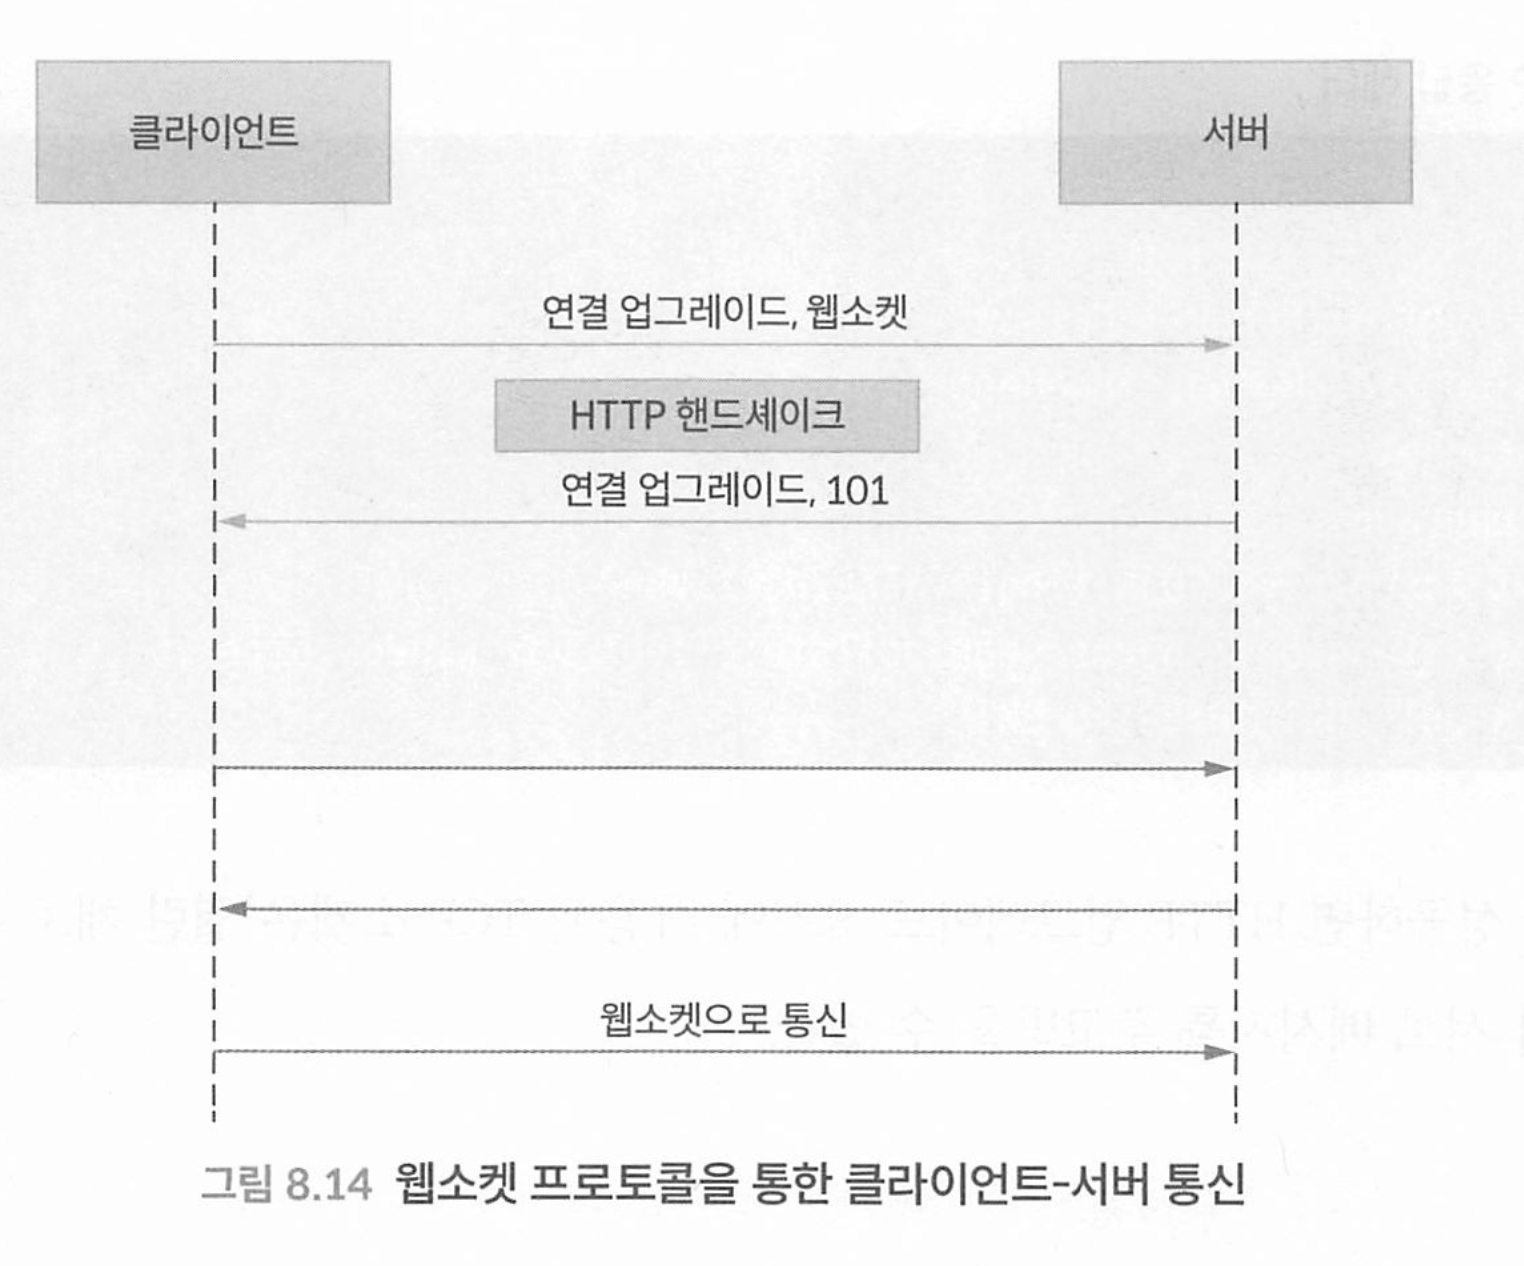 클라이언트
서버
연결 업그레이드, 웹소켓
HTTP 핸드셰이크
연결 업그레이드, 101
웹소켓으로 통신
그림 8.14 웹소켓 프로토콜을 통한 클라이언트-서버 통신